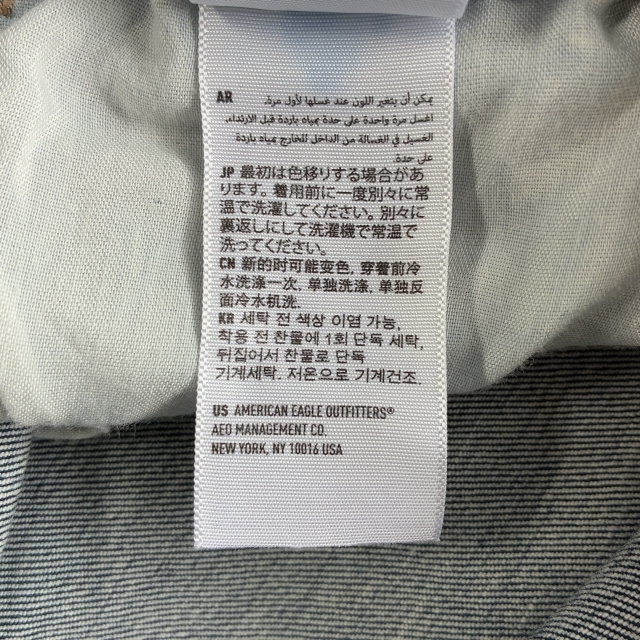 AR يمكن أن يتغير اللون عند غسلها لأول مرة.
اغسل مرة واحدة على حدة بمياه باردة قبل الارتداء.
الغسيل في الغسالة من الداخل للخارج بمياه باردة
على حدة.
JP 最初は色移りする場合があ
ります。着用前に一度別々に常
温で洗濯してください。別々に
裏返しにして洗濯機で常温で
洗ってください。
CN 新的时可能变色, 穿着前冷
水洗涤一次, 单独洗涤, 单独反
面冷水机洗.
KR 세탁 전 색상 이염 가능,
착용 전 찬물에 1회 단독 세탁,
뒤집어서 찬물로 단독
기계세탁. 저온으로 기계건조.
US AMERICAN EAGLE OUTFITTERS®
AEO MANAGEMENT CO.
NEW YORK, NY 10016 USA